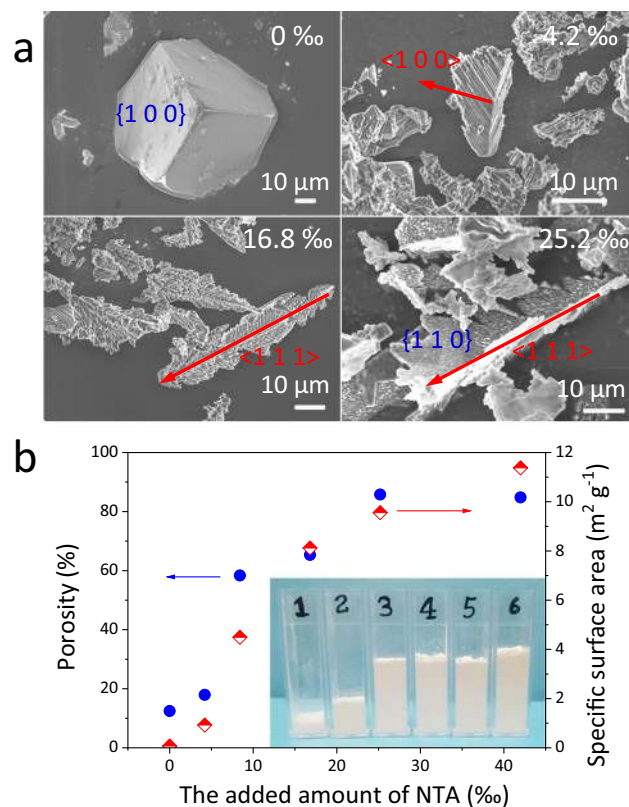 a
0 ‰
{1 0 0}
10 μm
4.2 ‰
<1 0 0>
10 μm
16.8 ‰
<1 1 1>
10 μm
25.2 ‰
{1 1 0}
<1 1 1>
10 μm
b
100
80
60
40
20
0
Porosity (%)
12
10
8
6
4
2
0
Specific surface area (m² g⁻¹)
1 2 3 4 5 6
0 10 20 30 40
The added amount of NTA (‰)